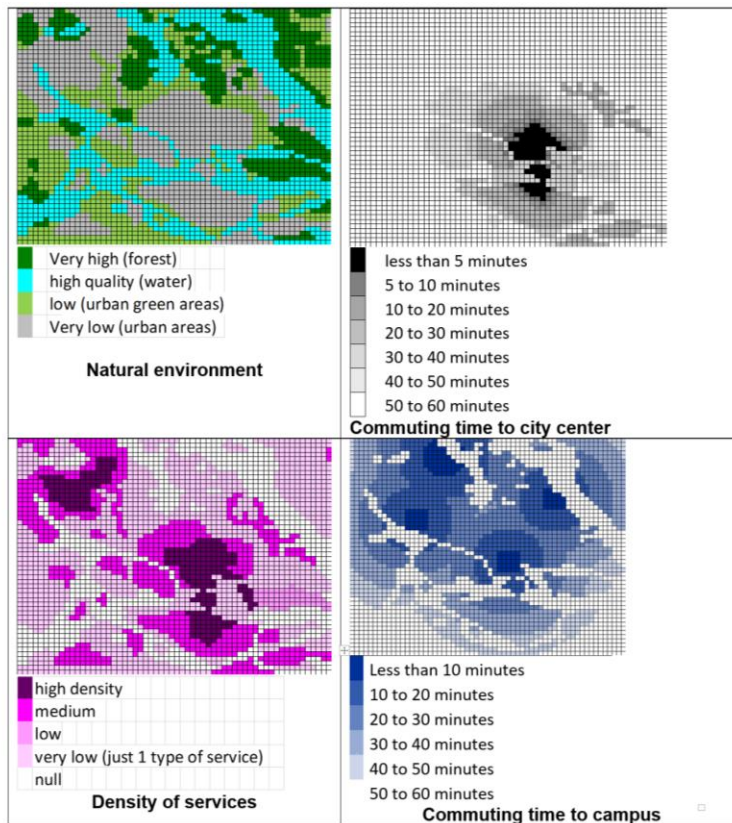 Very high (forest)
high quality (water)
low (urban green areas)
Very low (urban areas)
Natural environment
less than 5 minutes
5 to 10 minutes
10 to 20 minutes
20 to 30 minutes
30 to 40 minutes
40 to 50 minutes
50 to 60 minutes
Commuting time to city center
high density
medium
low
very low (just 1 type of service)
null
Density of services
Less than 10 minutes
10 to 20 minutes
20 to 30 minutes
30 to 40 minutes
40 to 50 minutes
50 to 60 minutes
Commuting time to campus